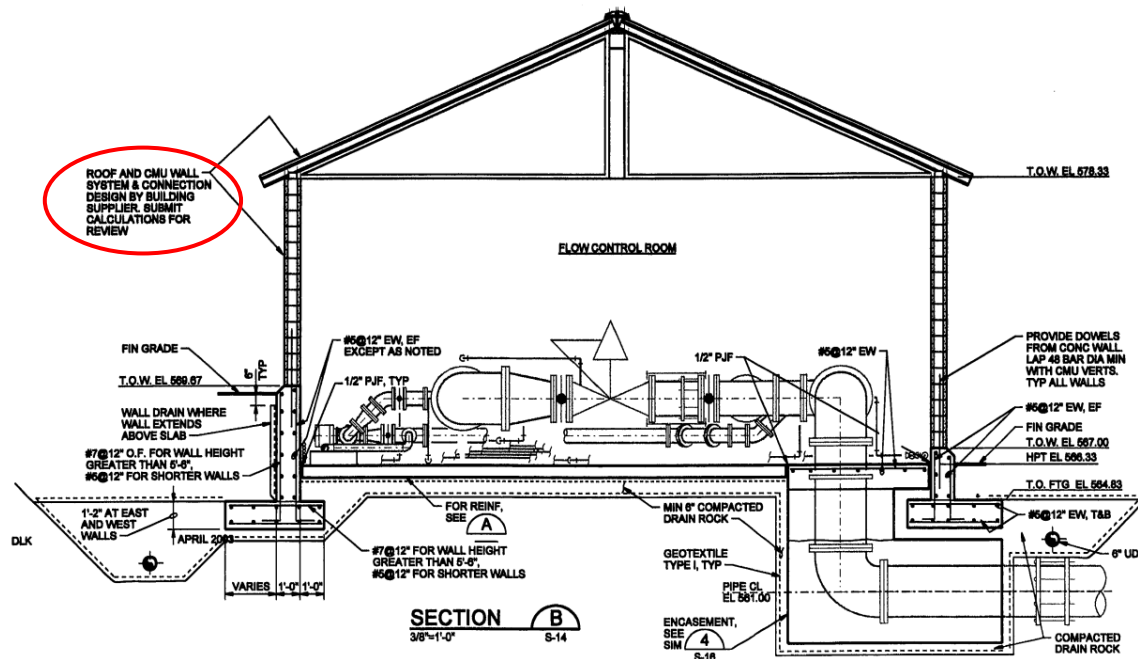 ROOF AND CMU WALL
SYSTEM & CONNECTION
DESIGN BY BUILDING
SUPPLIER. SUBMIT
CALCULATIONS FOR
REVIEW
T.O.W. EL 578.33
FLOW CONTROL ROOM
FIN GRADE
T.O.W. EL 569.67
6"
TYP
#5@12" EW, EF
EXCEPT AS NOTED
1/2" PJF, TYP
1/2" PJF
#5@12" EW
PROVIDE DOWELS
FROM CONC WALL
LAP 48 BAR DIA MIN
WITH CMU VERTS.
TYP ALL WALLS
WALL DRAIN WHERE
WALL EXTENDS
ABOVE SLAB
#5@12" EW, EF
FIN GRADE
T.O.W. EL 567.00
HPT EL 566.33
#7@12" O.F. FOR WALL HEIGHT
GREATER THAN 5'-6",
#5@12" FOR SHORTER WALLS
T.O. FTG EL 564.83
1'-2" AT EAST
AND WEST
WALLS
FOR REINF,
SEE
A
MIN 6" COMPACTED
DRAIN ROCK
#5@12" EW, T&B
DLK
APRIL 2003
#7@12" FOR WALL HEIGHT
GREATER THAN 5'-6",
#5@12" FOR SHORTER WALLS
GEOTEXTILE
TYPE I, TYP
6" UD
VARIES
1'-0"
1'-0"
PIPE CL
EL 561.00
SECTION
B
3/8"=1'-0"
S-14
ENCASEMENT,
SEE
SIM
4
S-16
COMPACTED
DRAIN ROCK